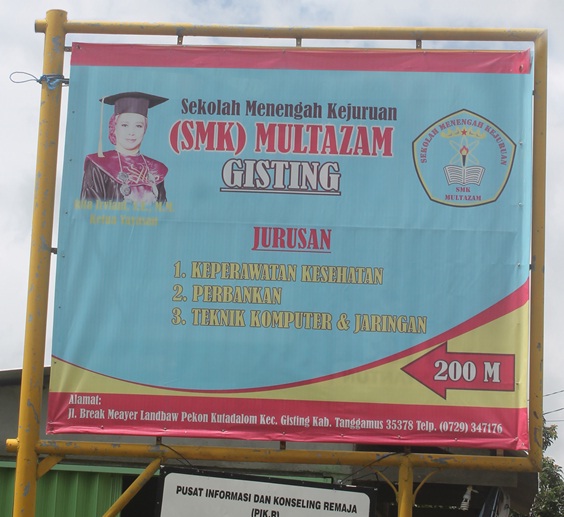 Sekolah Menengah Kejuruan
(SMK) MULTAZAM
GISTING
SEKOLAH MENENGAH KEJURUAN
SMK
MULTAZAM
JURUSAN
1. KEPERAWATAN KESEHATAN
2. PERBANKAN
3. TEKNIK KOMPUTER & JARINGAN
200 M
Alamat:
Jl. Break Meayer Landbaw Pekon Kutadalom Kec. Gisting Kab. Tanggamus 35378 Telp. (0729) 347176
PUSAT INFORMASI DAN KONSELING REMAJA
(PIK.R)